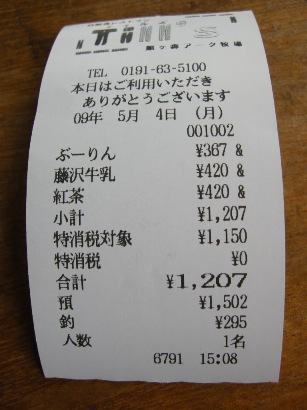 TEL 0191-63-5100
本日はご利用いただき
ありがとうございます
09年 5月 4日 (月)
001002
ぶーりん ¥367 &
藤沢牛乳 ¥420 &
紅茶 ¥420 &
小計 ¥1,207
特消税対象 ¥1,150
特消税 ¥0
合計 ¥1,207
預 ¥1,502
釣 ¥295
人数 1名
6791 15:08